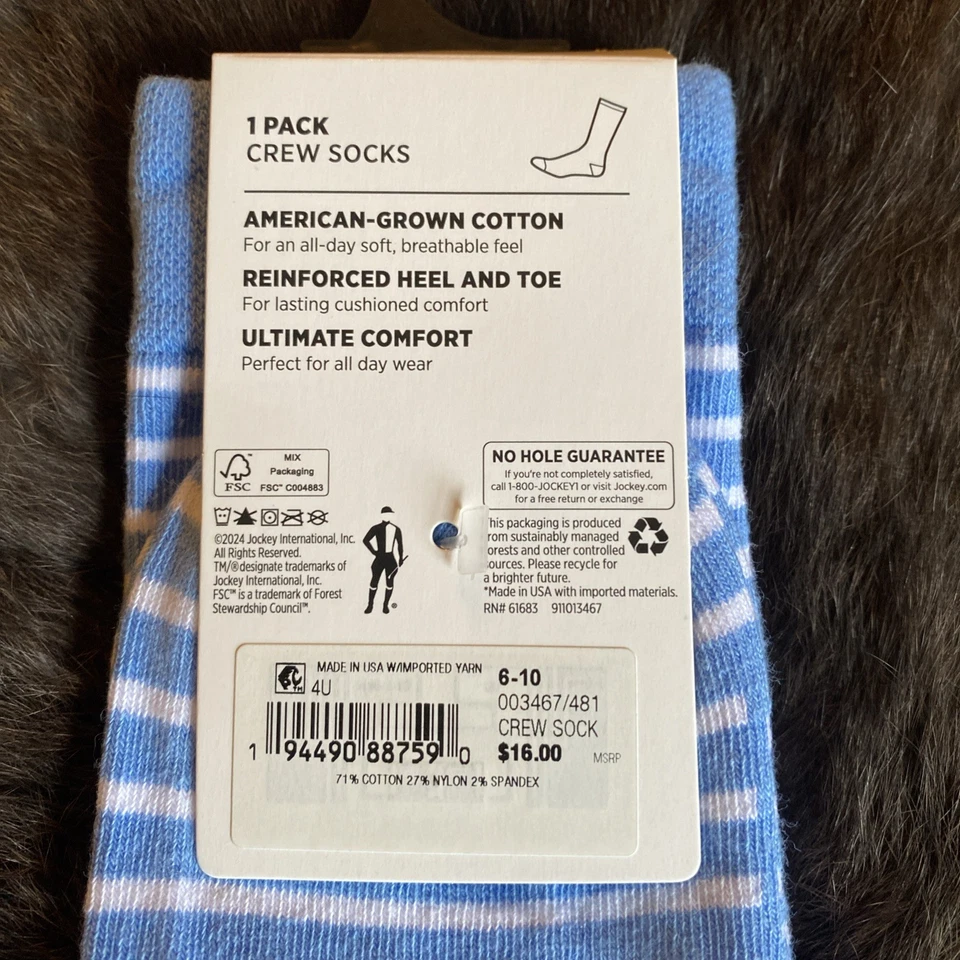 1 PACK
CREW SOCKS
AMERICAN-GROWN COTTON
For an all-day soft, breathable feel
REINFORCED HEEL AND TOE
For lasting cushioned comfort
ULTIMATE COMFORT
Perfect for all day wear
FSC™
MIX
Packaging
FSC™ C004883
©2024 Jockey International, Inc.
All Rights Reserved.
TM/® designate trademarks of
Jockey International, Inc.
FSC™ is a trademark of Forest
Stewardship Council™.
®
NO HOLE GUARANTEE
If you're not completely satisfied,
call 1-800-JOCKEY1 or visit Jockey.com
for a free return or exchange
This packaging is produced
from sustainably managed
forests and other controlled
sources. Please recycle for
a brighter future.
*Made in USA with imported materials.
RN# 61683 911013467
MADE IN USA W/IMPORTED YARN
4U
1 94490 88759 0
71% COTTON 27% NYLON 2% SPANDEX
6-10
003467/481
CREW SOCK
$16.00 MSRP